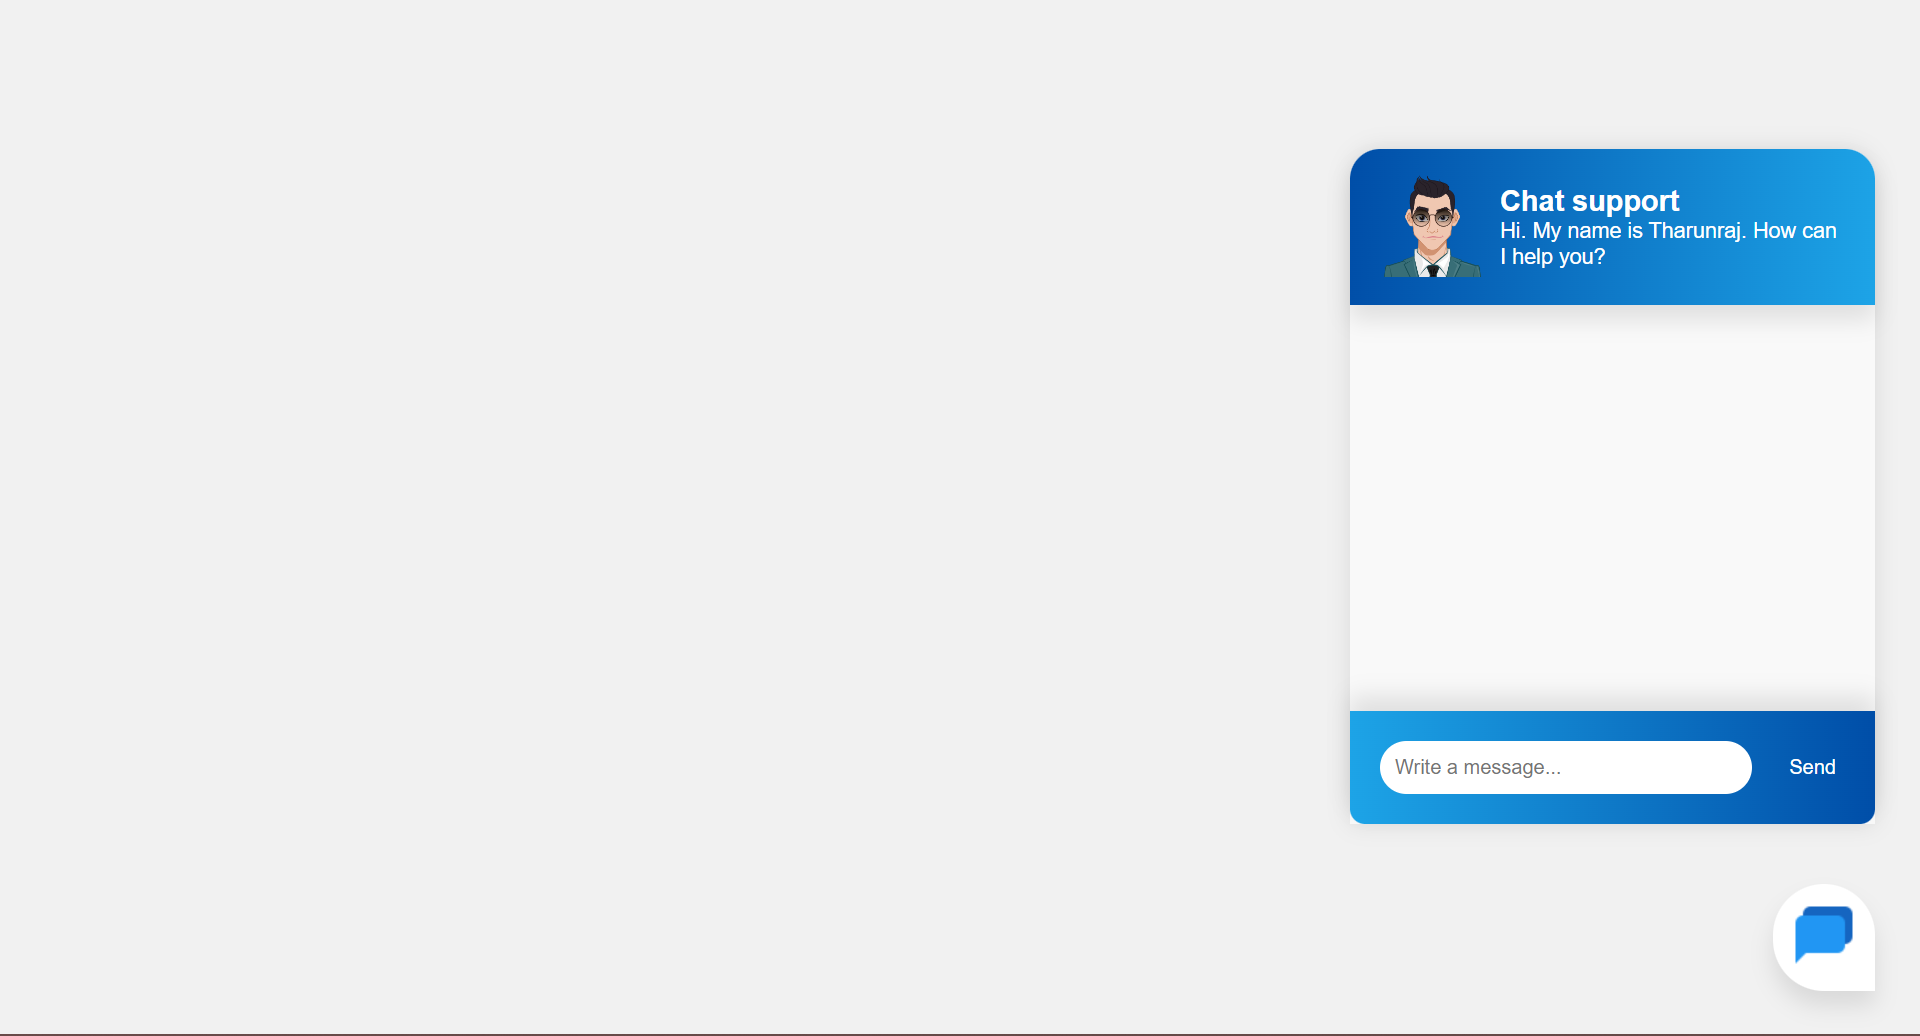 Chat support
Hi. My name is Tharunraj. How can
I help you?
Write a message...
Send